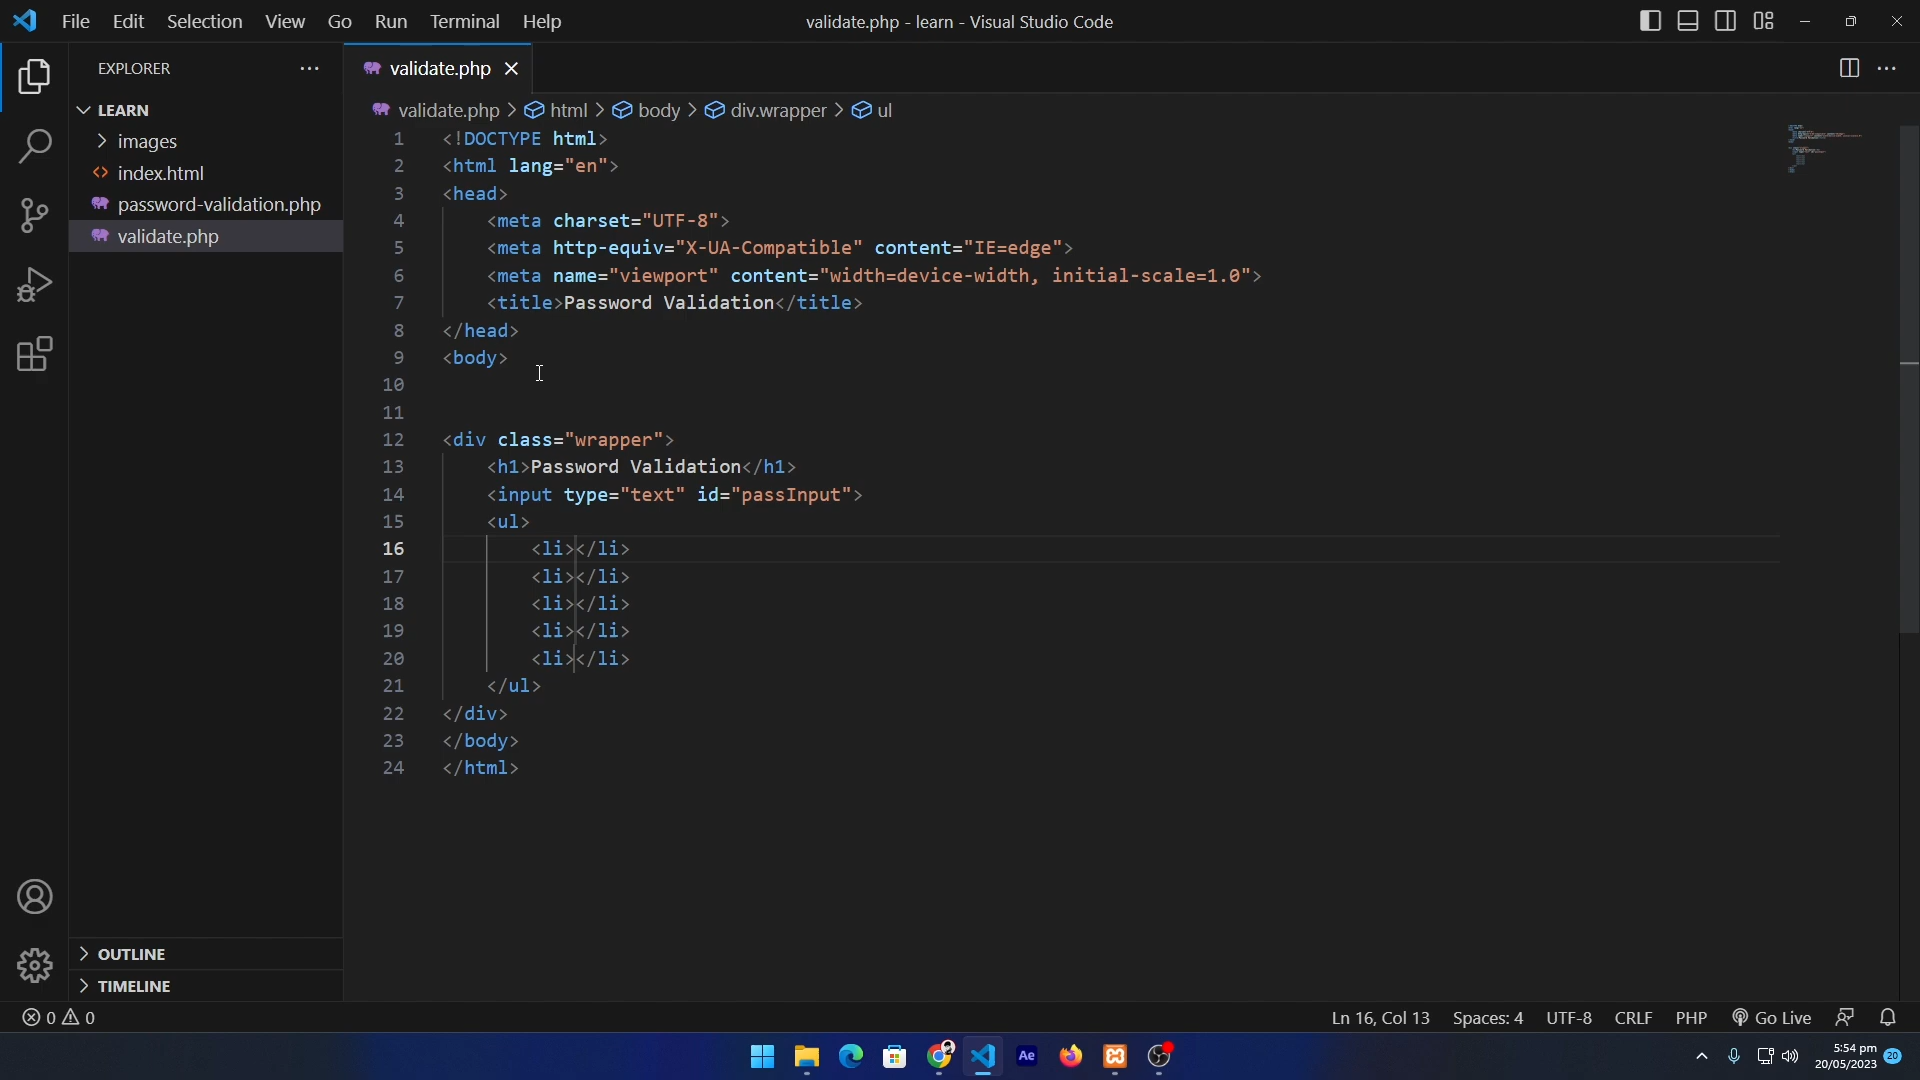 File Edit Selection View Go Run Terminal Help
validate.php - learn - Visual Studio Code
EXPLORER
validate.php
LEARN
images
index.html
password-validation.php
validate.php
OUTLINE
TIMELINE
validate.php > html > body > div.wrapper > ul
1 <!DOCTYPE html>
2 <html lang="en">
3 <head>
4 <meta charset="UTF-8">
5 <meta http-equiv="X-UA-Compatible" content="IE=edge">
6 <meta name="viewport" content="width=device-width, initial-scale=1.0">
7 <title>Password Validation</title>
8 </head>
9 <body>
10
11
12 <div class="wrapper">
13 <h1>Password Validation</h1>
14 <input type="text" id="passInput">
15 <ul>
16 <li></li>
17 <li></li>
18 <li></li>
19 <li></li>
20 <li></li>
21 </ul>
22 </div>
23 </body>
24 </html>
0 0
Ln 16, Col 13 Spaces: 4 UTF-8 CRLF PHP Go Live
Ae
5:54 pm
20/05/2023
20